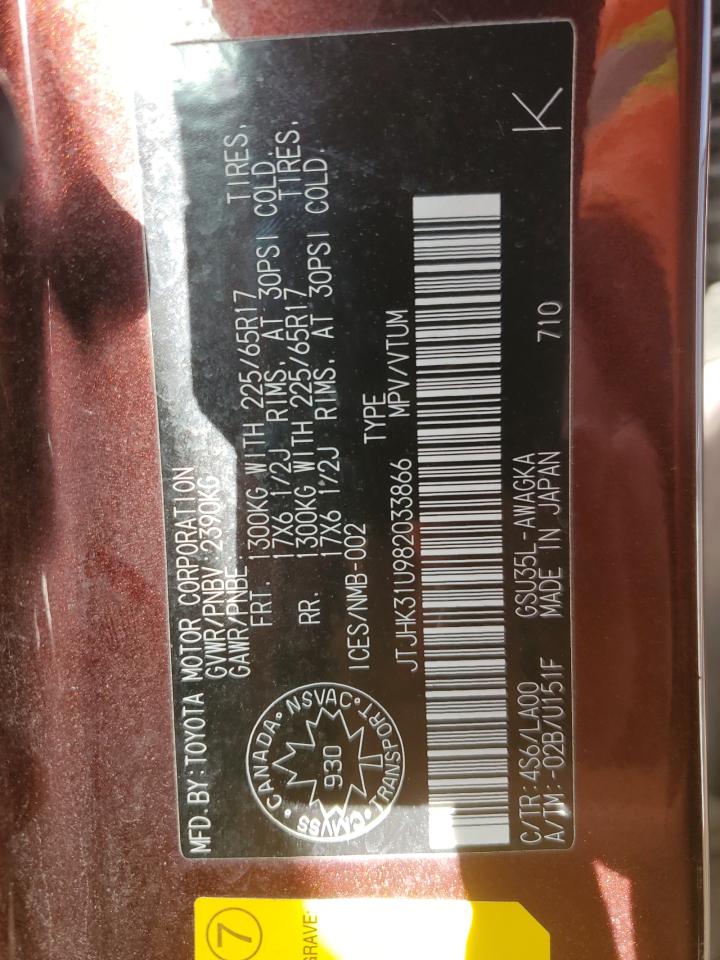 MFD. BY: TOYOTA MOTOR CORPORATION
GVWR/PNBV 2390KG
GAWR/PNBE
FRT. 1300KG WITH 225/65R17 TIRES,
17X6 1/2J RIMS, AT 30PSI COLD.
RR. 1300KG WITH 225/65R17 TIRES,
17X6 1/2J RIMS, AT 30PSI COLD.
ICES/NMB-002
TYPE
JTJHK31U982033866 MPV/VTUM
CANADA · NSVAC · TRANSPORT · CMVSS
930
C/TR: 4S6/LA00 GSU35L-AWAGKA 710 K
A/TM: -02B/U151F MADE IN JAPAN
7